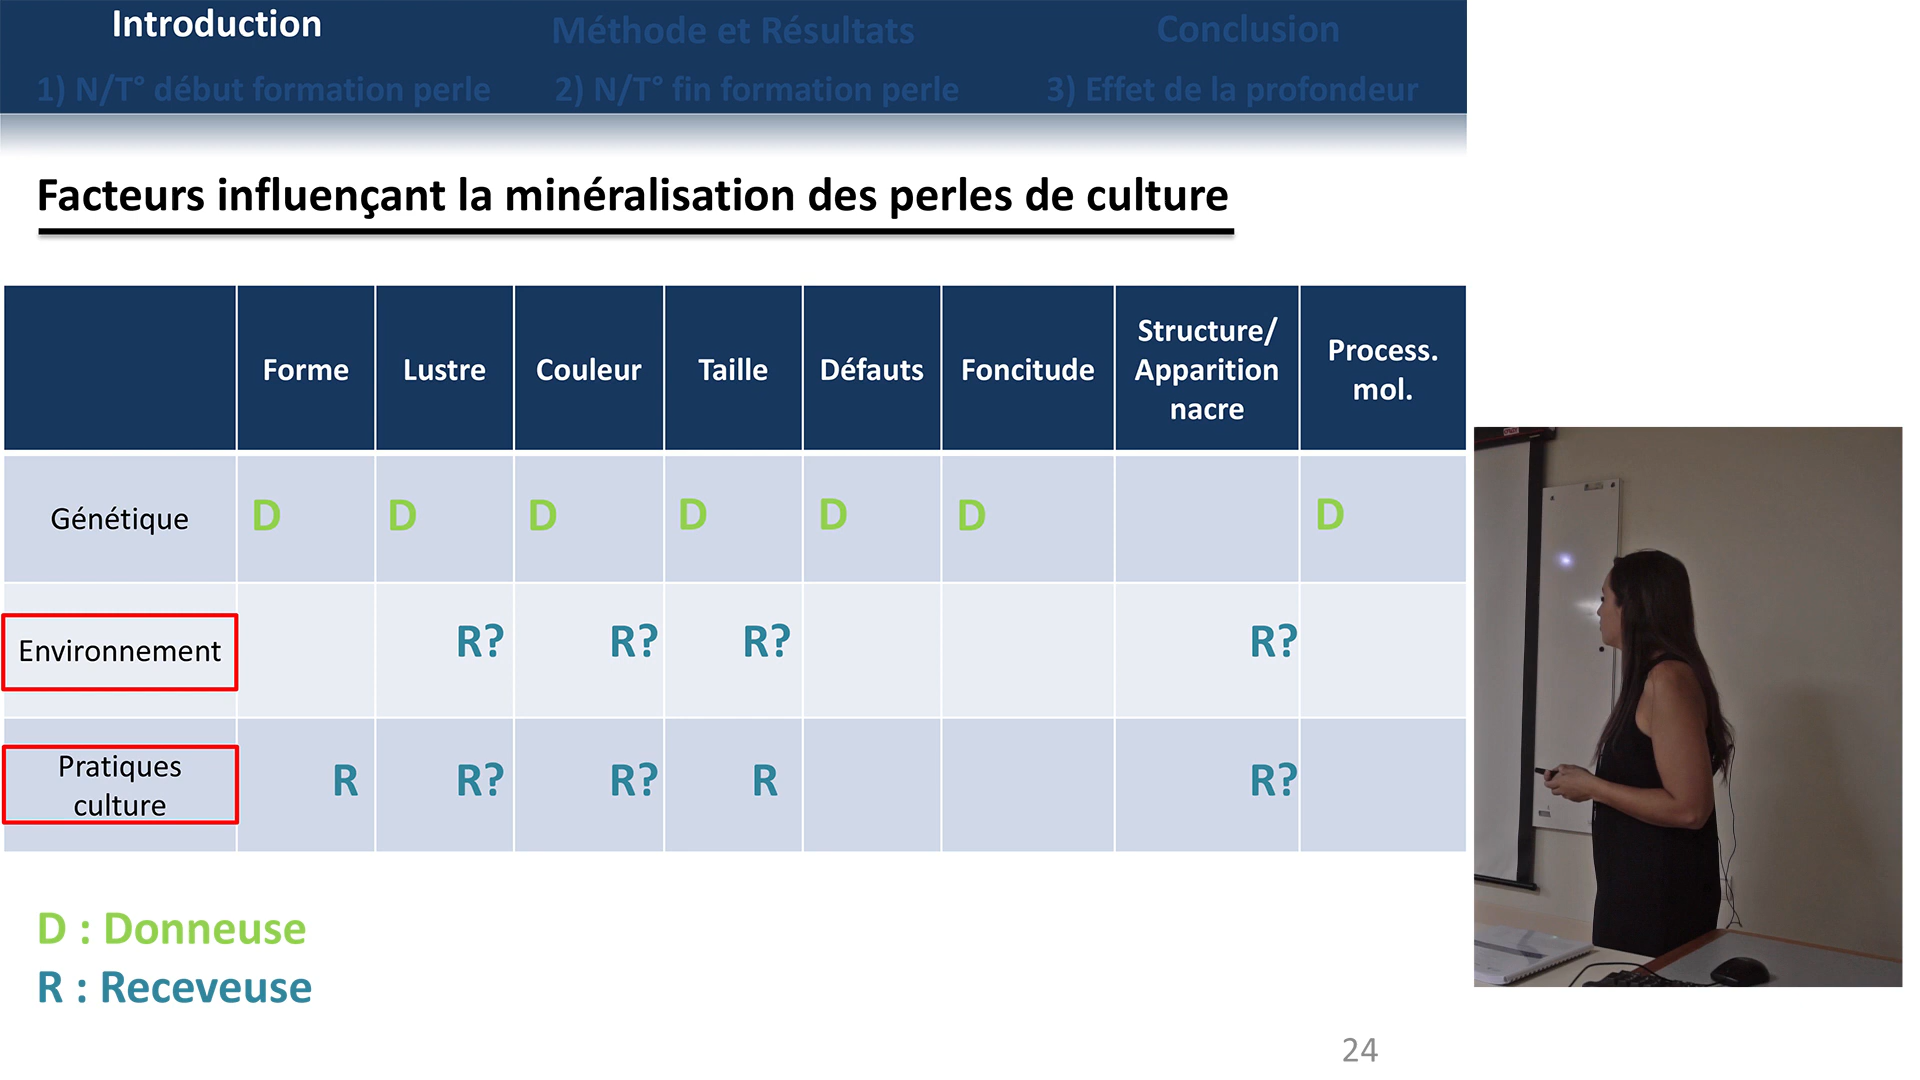 Introduction
Méthode et Résultats
Conclusion
1) N/T° début formation perle
2) N/T° fin formation perle
3) Effet de la profondeur
Facteurs influençant la minéralisation des perles de culture
Forme
Lustre
Couleur
Taille
Défauts
Foncitude
Structure/
Apparition
nacre
Process.
mol.
Génétique
D
D
D
D
D
D
D
Environnement
R?
R?
R?
R?
Pratiques
culture
R
R?
R?
R
R?
D : Donneuse
R : Receveuse
24